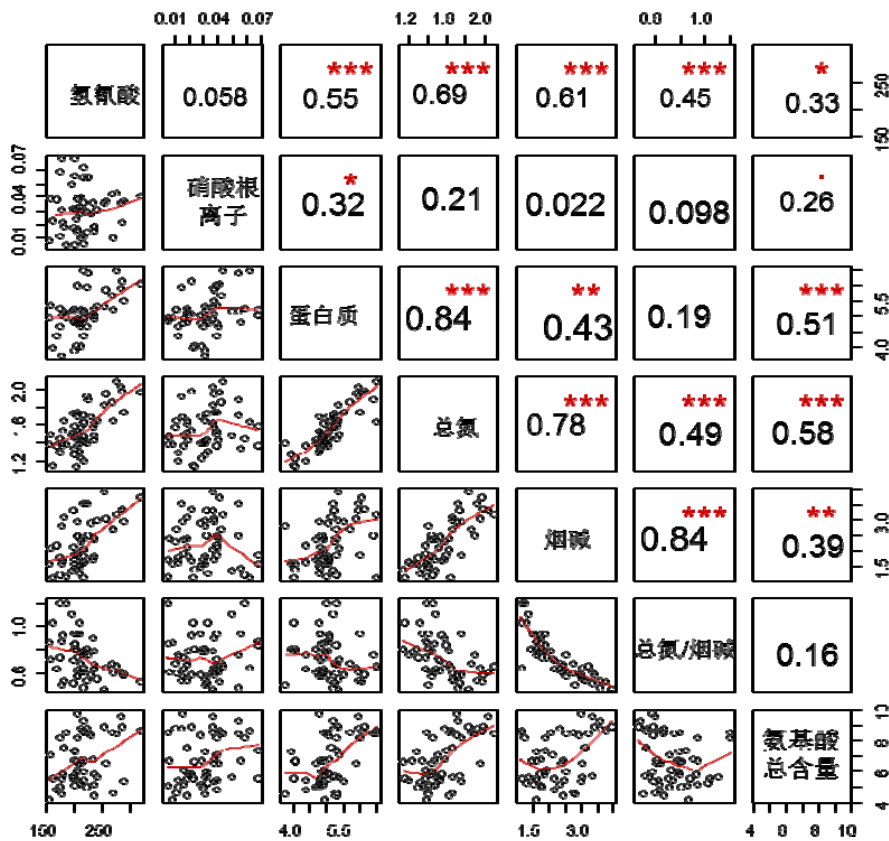 0.01 0.04 0.07 1.2 1.6 2.0 0.8 1.0
氢氰酸 0.058 *** 0.55 *** 0.69 *** 0.61 *** 0.45 * 0.33 150 250
0.01 0.04 0.07 硝酸根
离子 * 0.32 0.21 0.022 0.098 . 0.26
蛋白质 *** 0.84 ** 0.43 0.19 *** 0.51 4.0 5.5
1.2 .6 2.0 总氮 *** 0.78 *** 0.49 *** 0.58
烟碱 *** 0.84 ** 0.39 1.5 3.0
0.6 1.0 总氮/烟碱 0.16
氨基酸
总含量 4 6 8 10
150 250 4.0 5.5 1.5 3.0 4 6 8 10